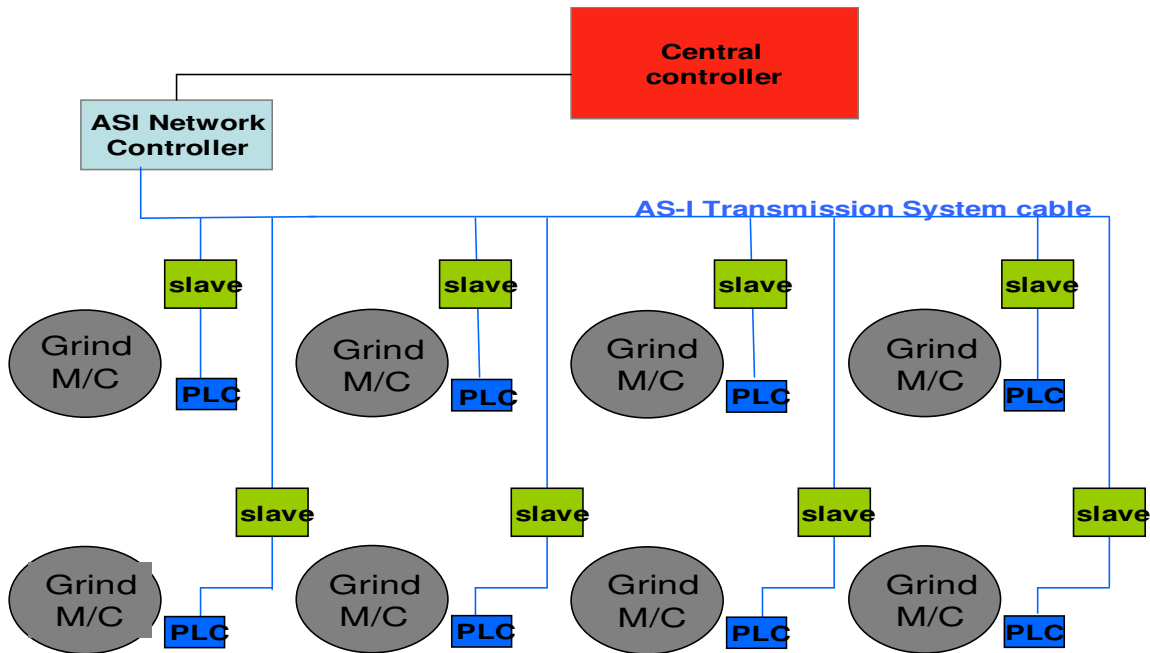 Central
controller
ASI Network
Controller
AS-I Transmission System cable
slave
slave
slave
slave
Grind
M/C
PLC
Grind
M/C
PLC
Grind
M/C
PLC
Grind
M/C
PLC
slave
slave
slave
slave
Grind
M/C
PLC
Grind
M/C
PLC
Grind
M/C
PLC
Grind
M/C
PLC